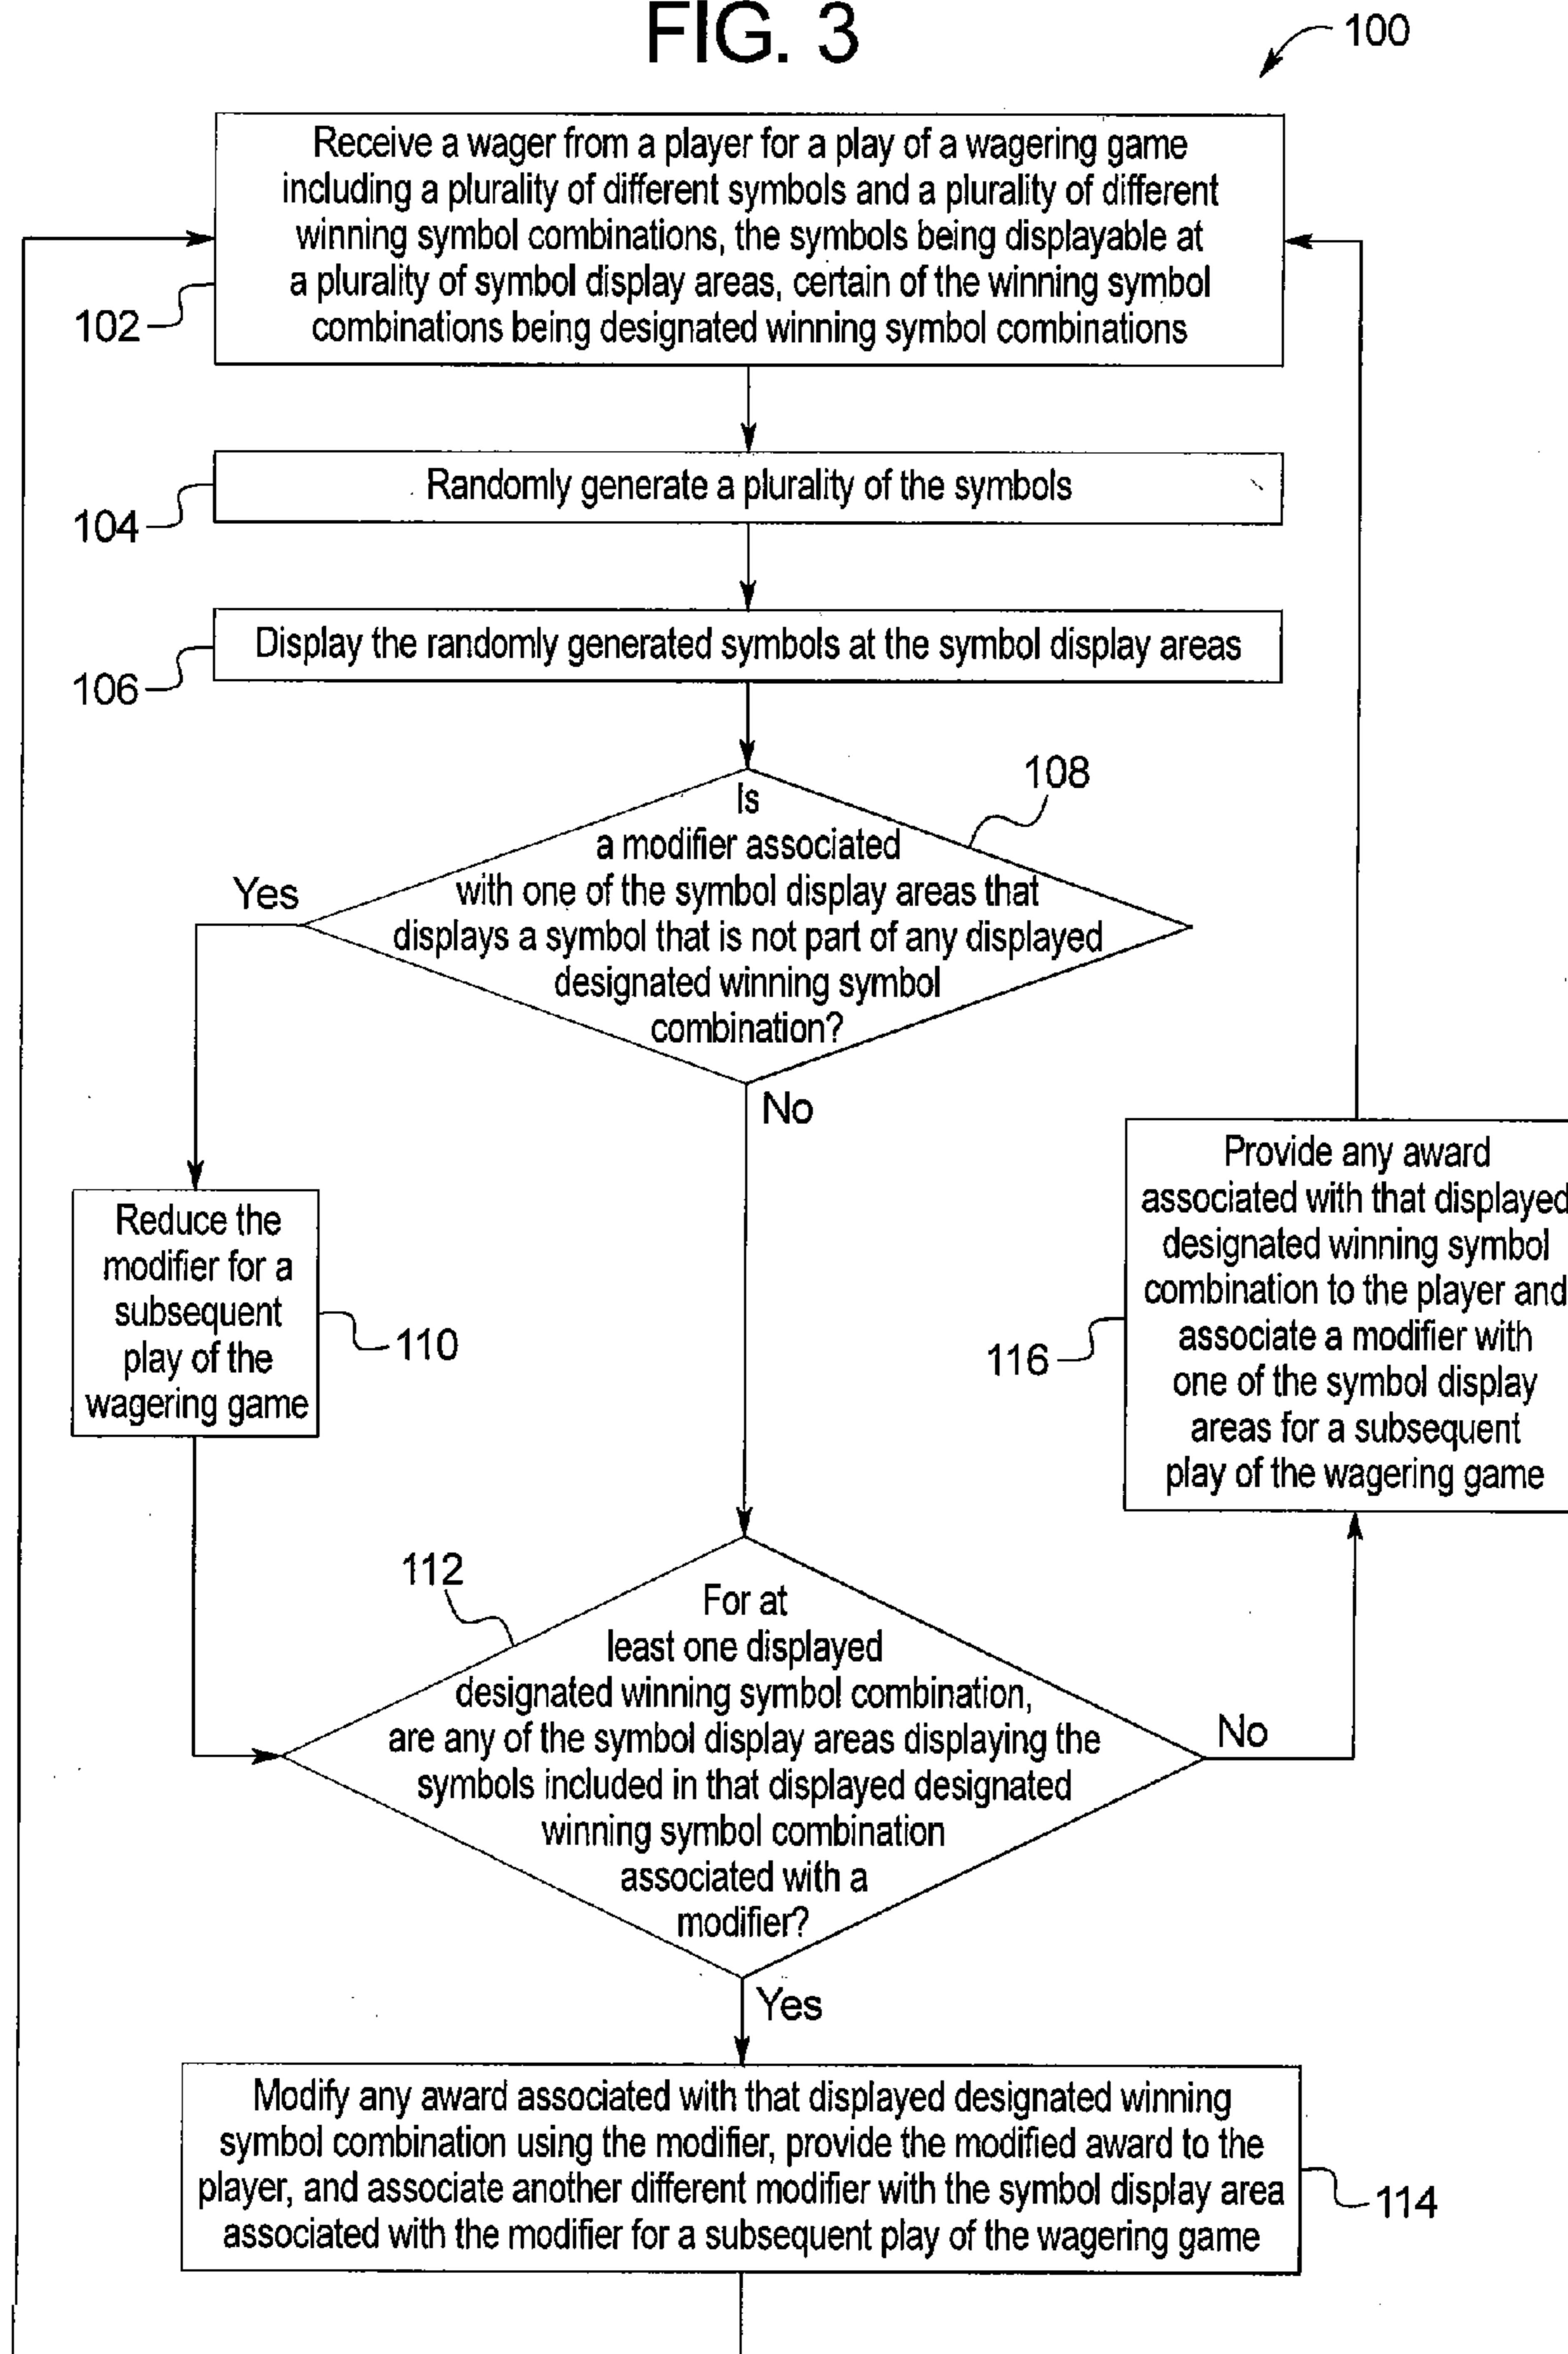 FIG. 3
100
Receive a wager from a player for a play of a wagering game
including a plurality of different symbols and a plurality of different
winning symbol combinations, the symbols being displayable at
a plurality of symbol display areas, certain of the winning symbol
combinations being designated winning symbol combinations
102
Randomly generate a plurality of the symbols
104
Display the randomly generated symbols at the symbol display areas
106
108
Is
a modifier associated
with one of the symbol display areas that
displays a symbol that is not part of any displayed
designated winning symbol
combination?
Yes
No
Reduce the
modifier for a
subsequent
play of the
wagering game
110
Provide any award
associated with that displayed
designated winning symbol
combination to the player and
associate a modifier with
one of the symbol display
areas for a subsequent
play of the wagering game
116
112
For at
least one displayed
designated winning symbol combination,
are any of the symbol display areas displaying the
symbols included in that displayed designated
winning symbol combination
associated with a
modifier?
No
Yes
Modify any award associated with that displayed designated winning
symbol combination using the modifier, provide the modified award to the
player, and associate another different modifier with the symbol display area
associated with the modifier for a subsequent play of the wagering game
114